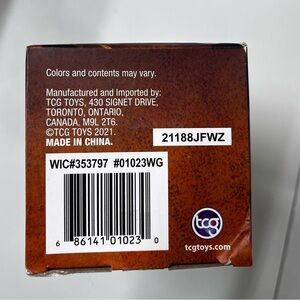 Colors and contents may vary.
Manufactured and Imported by:
TCG TOYS, 430 SIGNET DRIVE,
TORONTO, ONTARIO,
CANADA. M9L 2T6.
©TCG TOYS 2021.
MADE IN CHINA.
21188JFWZ
WIC#353797 #01023WG
6 86141 01023 0
tcg
tcgtoys.com